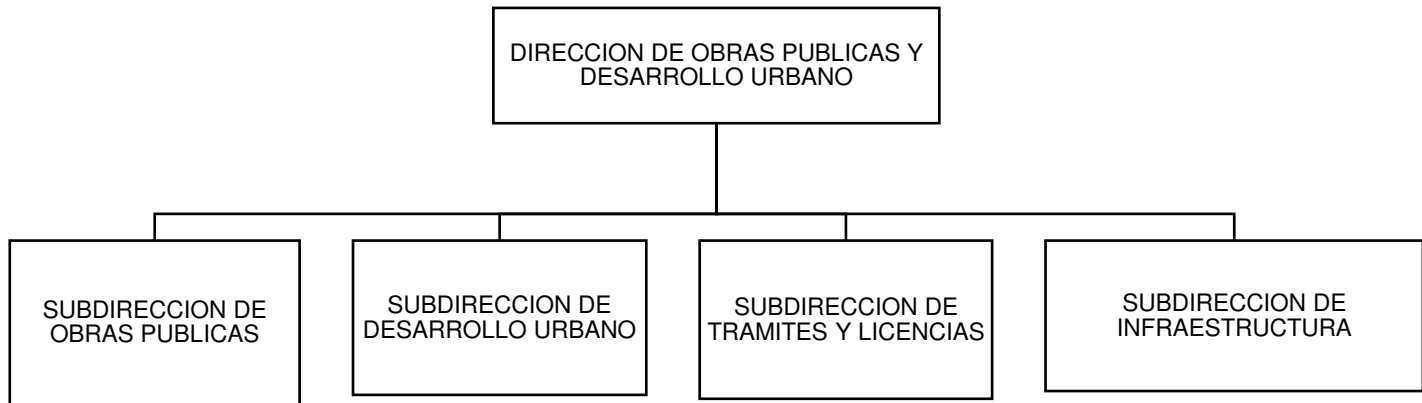 DIRECCION DE OBRAS PUBLICAS Y
DESARROLLO URBANO
SUBDIRECCION DE
OBRAS PUBLICAS
SUBDIRECCION DE
DESARROLLO URBANO
SUBDIRECCION DE
TRAMITES Y LICENCIAS
SUBDIRECCION DE
INFRAESTRUCTURA